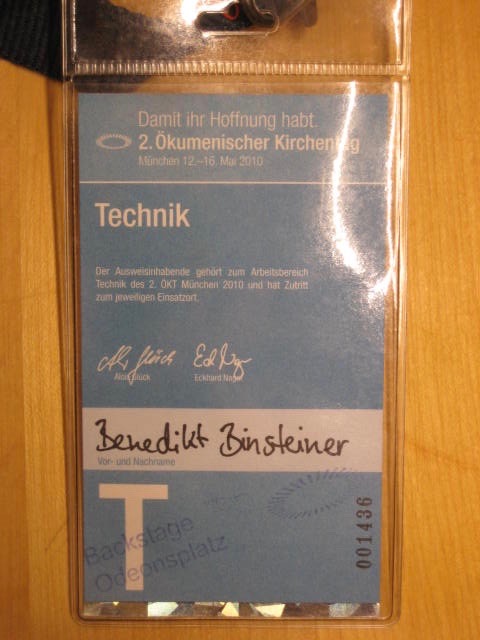 Damit ihr Hoffnung habt.
2. Ökumenischer Kirchentag
München 12.–16. Mai 2010
Technik
Der Ausweisinhabende gehört zum Arbeitsbereich
Technik des 2. ÖKT München 2010 und hat Zutritt
zum jeweiligen Einsatzort.
Alois Glück Eckhard Nagel
Benedikt Binsteiner
Vor- und Nachname
T
Backstage
Odeonsplatz
001436